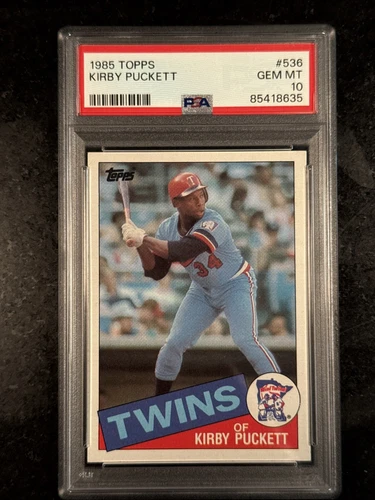 1985 TOPPS #536
KIRBY PUCKETT GEM MT
10
PSA 85418635
Topps
T
34
TWINS
OF
KIRBY PUCKETT